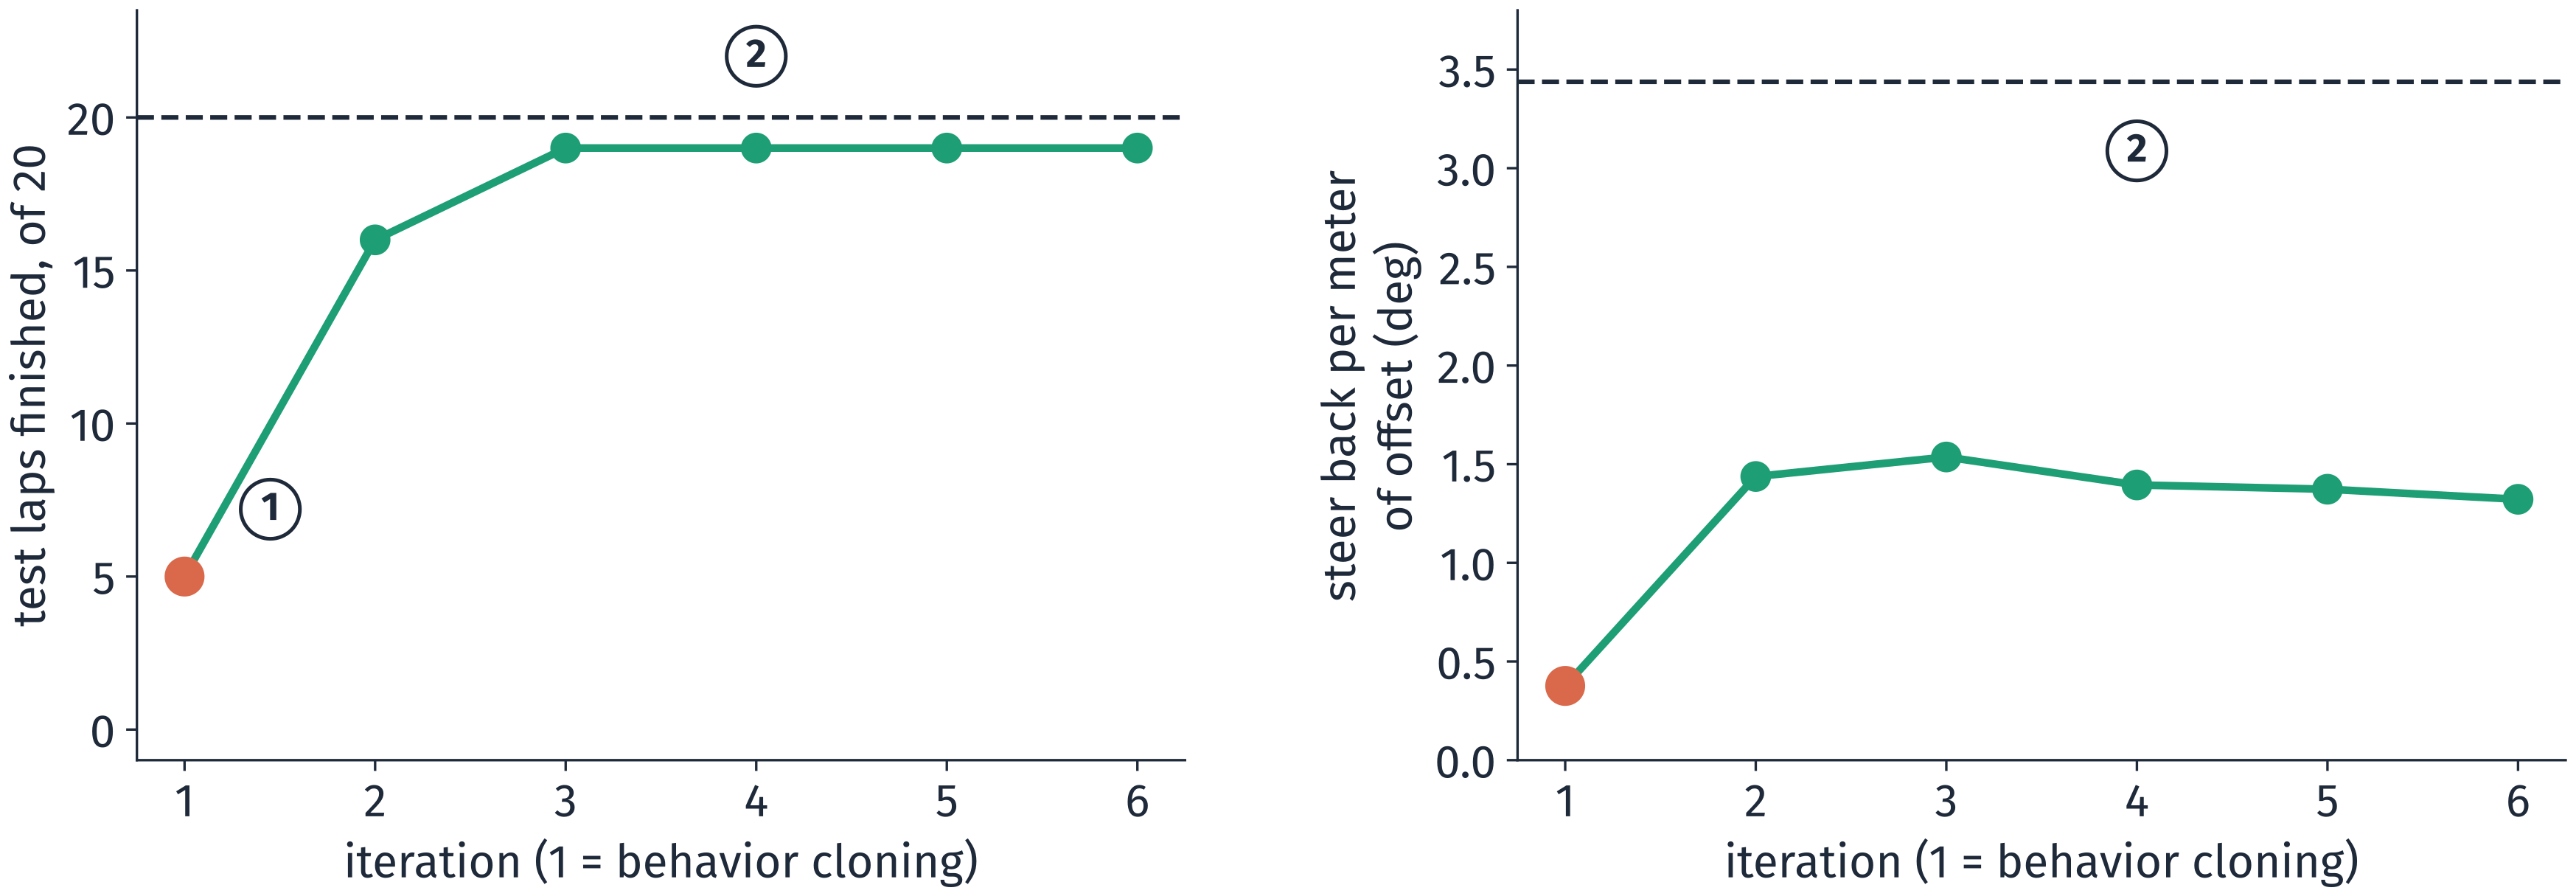 test laps finished, of 20
20
15
10
5
0
2
1
1 2 3 4 5 6
iteration (1 = behavior cloning)
steer back per meter
of offset (deg)
3.5
3.0
2.5
2.0
1.5
1.0
0.5
0.0
2
1 2 3 4 5 6
iteration (1 = behavior cloning)